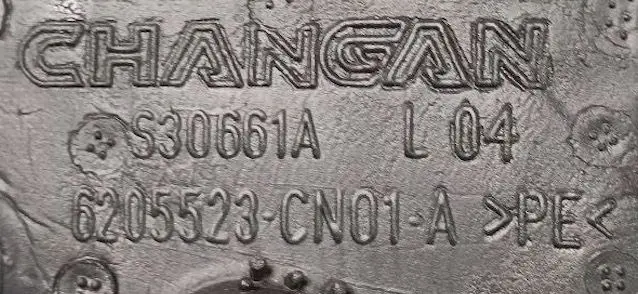 CHANGAN
S30661A L 04
6205523-CN01-A >PE<